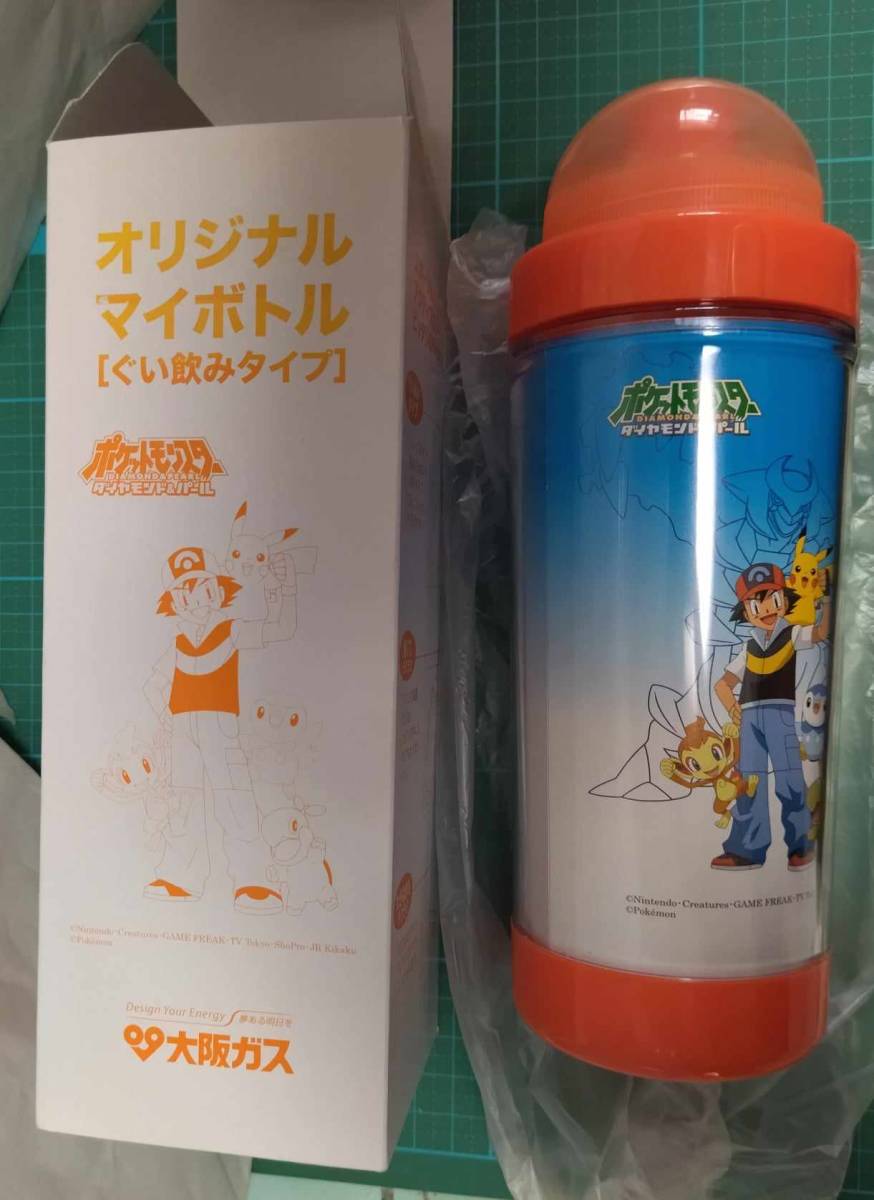 オリジナル
マイボトル
[ぐい飲みタイプ]
ポケットモンスター
DIAMOND & PEARL
ダイヤモンド&パール
©Nintendo・Creatures・GAME FREAK・TV Tokyo・ShoPro・JR Kikaku
©Pokémon
Design Your Energy 夢ある明日を
大阪ガス
ポケットモンスター
DIAMOND & PEARL
ダイヤモンド&パール
©Nintendo・Creatures・GAME FREAK・TV
©Pokémon